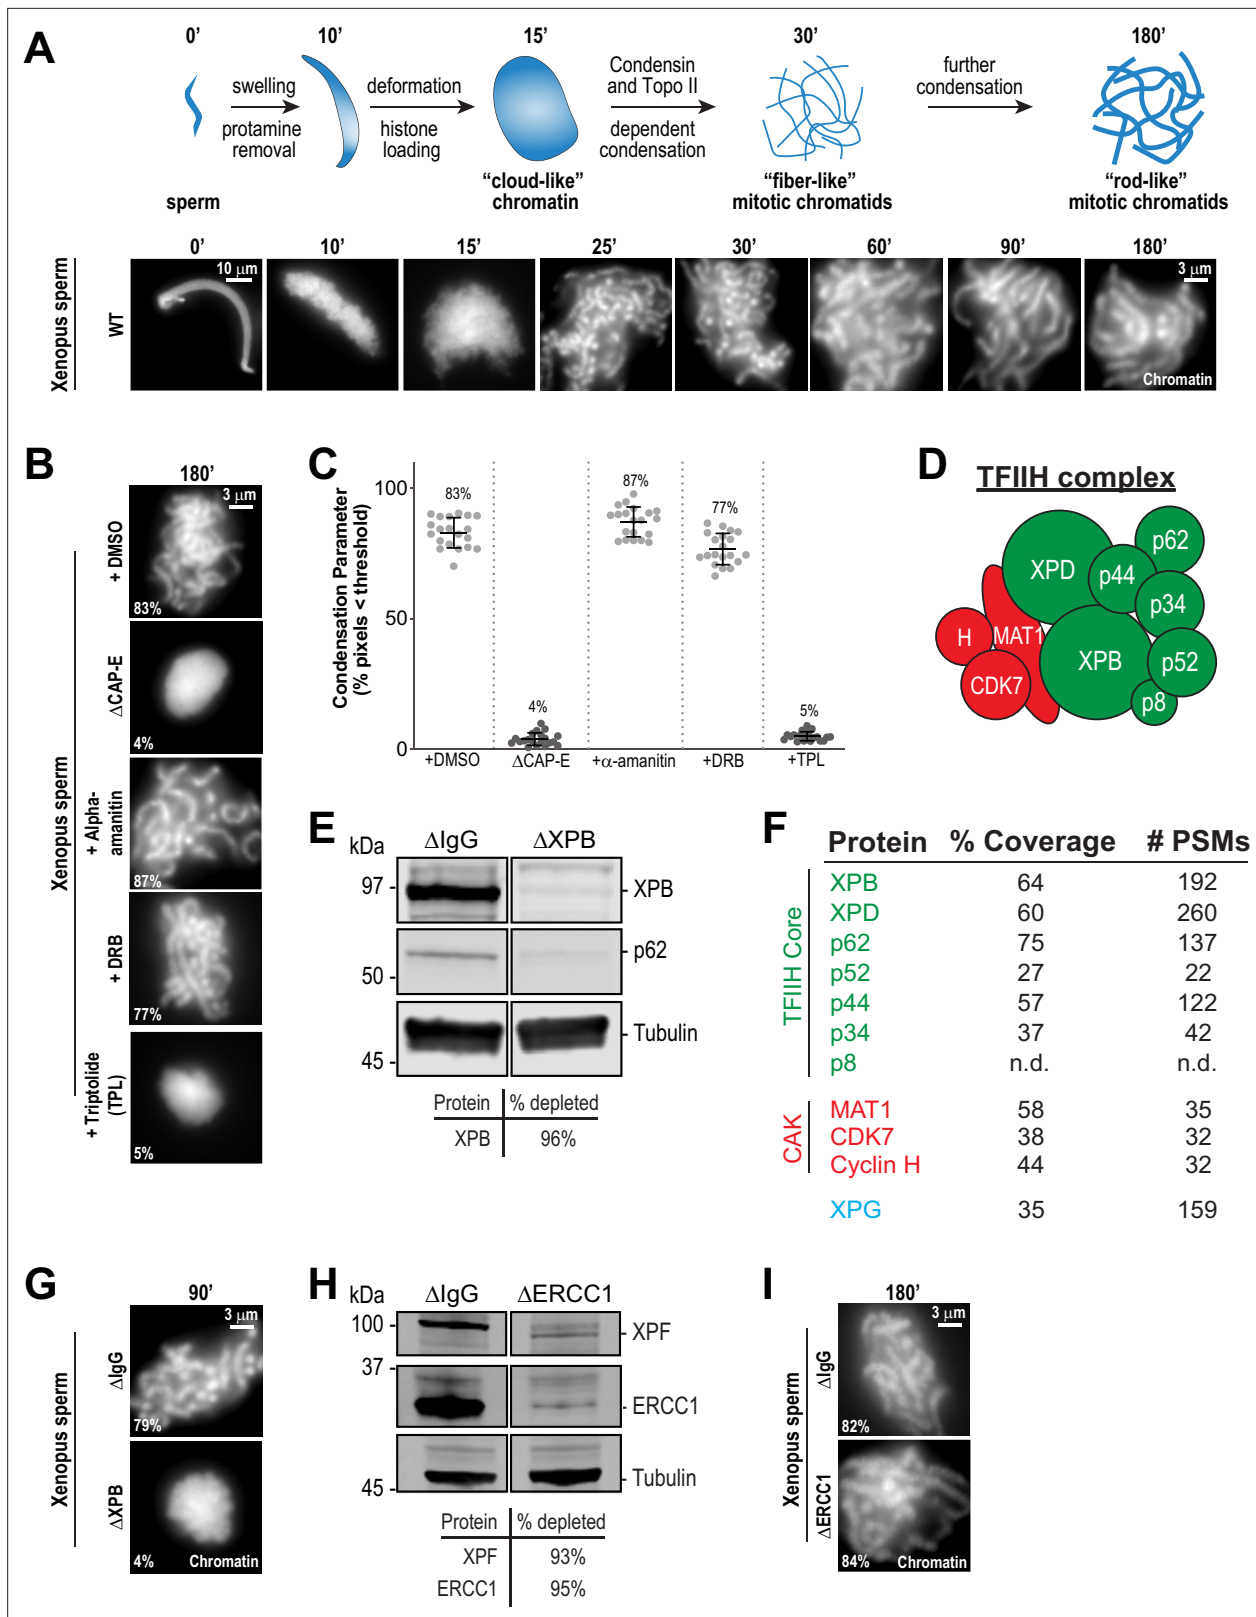 A
0’ 10’ 15’ 30’ 180’
swelling
protamine
removal
deformation
histone
loading
Condensin
and Topo II
dependent
condensation
further
condensation
sperm
“cloud-like”
chromatin
“fiber-like”
mitotic chromatids
“rod-like”
mitotic chromatids
0’ 10’ 15’ 25’ 30’ 60’ 90’ 180’
Xenopus sperm
WT
10 μm
3 μm
Chromatin
B
180’
3 μm
Xenopus sperm
+ DMSO
83%
ΔCAP-E
4%
+ Alpha-
amanitin
87%
+ DRB
77%
+ Triptolide
(TPL)
5%
C
Condensation Parameter
(% pixels < threshold)
100
50
0
83%
4%
87%
77%
5%
+DMSO ΔCAP-E +α-amanitin +DRB +TPL
D
TFIIH complex
XPD
p44
p62
p34
p52
p8
XPB
MAT1
H
CDK7
E
kDa ΔIgG ΔXPB
97 -
50 -
45 -
XPB
p62
Tubulin
Protein % depleted
XPB 96%
F
Protein % Coverage # PSMs
TFIIH Core
XPB 64 192
XPD 60 260
p62 75 137
p52 27 22
p44 57 122
p34 37 42
p8 n.d. n.d.
CAK
MAT1 58 35
CDK7 38 32
Cyclin H 44 32
XPG 35 159
G
90’
3 μm
Xenopus sperm
ΔIgG
79%
ΔXPB
4% Chromatin
H
kDa ΔIgG ΔERCC1
100 -
37 -
45 -
XPF
ERCC1
Tubulin
Protein % depleted
XPF 93%
ERCC1 95%
I
180’
3 μm
Xenopus sperm
ΔIgG
82%
ΔERCC1
84% Chromatin